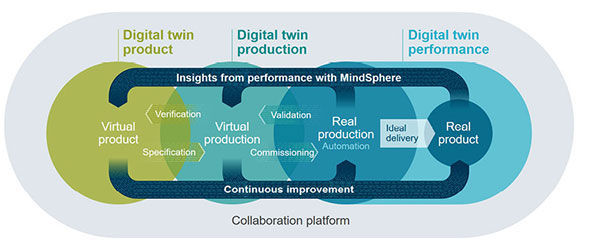 Digital twin
product
Digital twin
production
Digital twin
performance
Insights from performance with MindSphere
Virtual
product
Verification
Specification
Virtual
production
Validation
Commissioning
Real
production
Automation
Ideal
delivery
Real
product
Continuous improvement
Collaboration platform